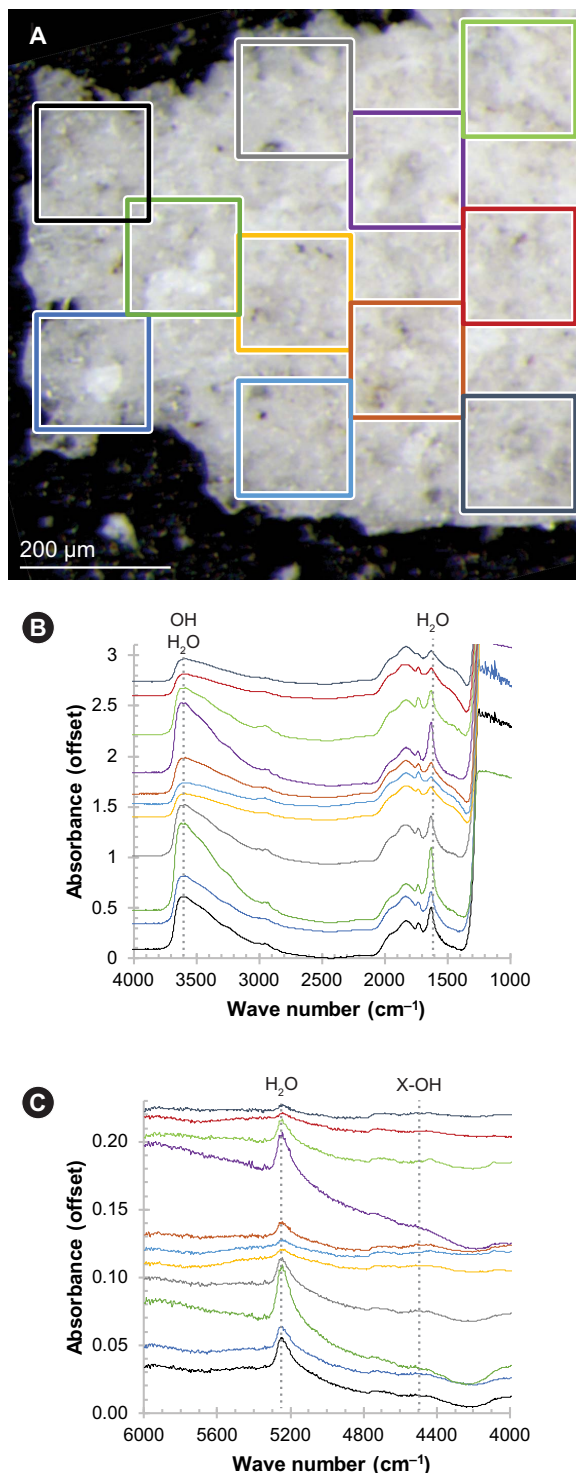 A
200 µm
B
OH
H₂O
H₂O
3
2.5
2
1.5
1
0.5
0
Absorbance (offset)
4000 3500 3000 2500 2000 1500 1000
Wave number (cm⁻¹)
C
H₂O
X-OH
0.20
0.15
0.10
0.05
0.00
Absorbance (offset)
6000 5600 5200 4800 4400 4000
Wave number (cm⁻¹)